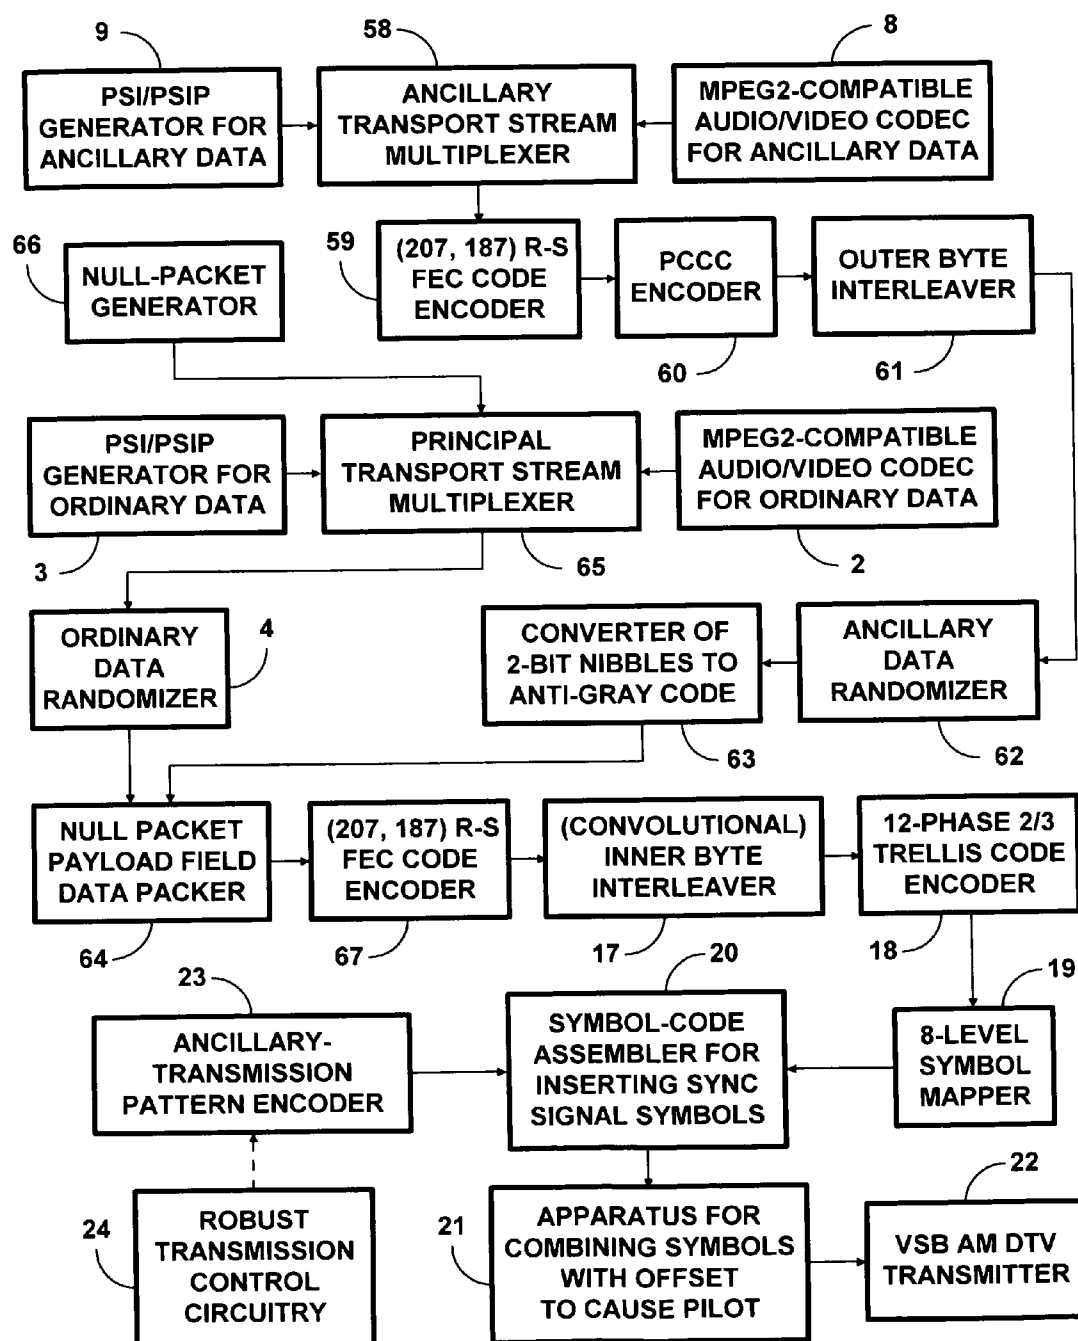 9
58
8
PSI/PSIP
GENERATOR FOR
ANCILLARY DATA
ANCILLARY
TRANSPORT STREAM
MULTIPLEXER
MPEG2-COMPATIBLE
AUDIO/VIDEO CODEC
FOR ANCILLARY DATA
66
NULL-PACKET
GENERATOR
59
(207, 187) R-S
FEC CODE
ENCODER
PCCC
ENCODER
60
OUTER BYTE
INTERLEAVER
61
PSI/PSIP
GENERATOR FOR
ORDINARY DATA
3
PRINCIPAL
TRANSPORT STREAM
MULTIPLEXER
65
MPEG2-COMPATIBLE
AUDIO/VIDEO CODEC
FOR ORDINARY DATA
2
ORDINARY
DATA
RANDOMIZER
4
CONVERTER OF
2-BIT NIBBLES TO
ANTI-GRAY CODE
63
ANCILLARY
DATA
RANDOMIZER
62
NULL PACKET
PAYLOAD FIELD
DATA PACKER
64
(207, 187) R-S
FEC CODE
ENCODER
67
(CONVOLUTIONAL)
INNER BYTE
INTERLEAVER
17
12-PHASE 2/3
TRELLIS CODE
ENCODER
18
23
ANCILLARY-
TRANSMISSION
PATTERN ENCODER
20
SYMBOL-CODE
ASSEMBLER FOR
INSERTING SYNC
SIGNAL SYMBOLS
19
8-LEVEL
SYMBOL
MAPPER
24
ROBUST
TRANSMISSION
CONTROL
CIRCUITRY
21
APPARATUS FOR
COMBINING SYMBOLS
WITH OFFSET
TO CAUSE PILOT
22
VSB AM DTV
TRANSMITTER